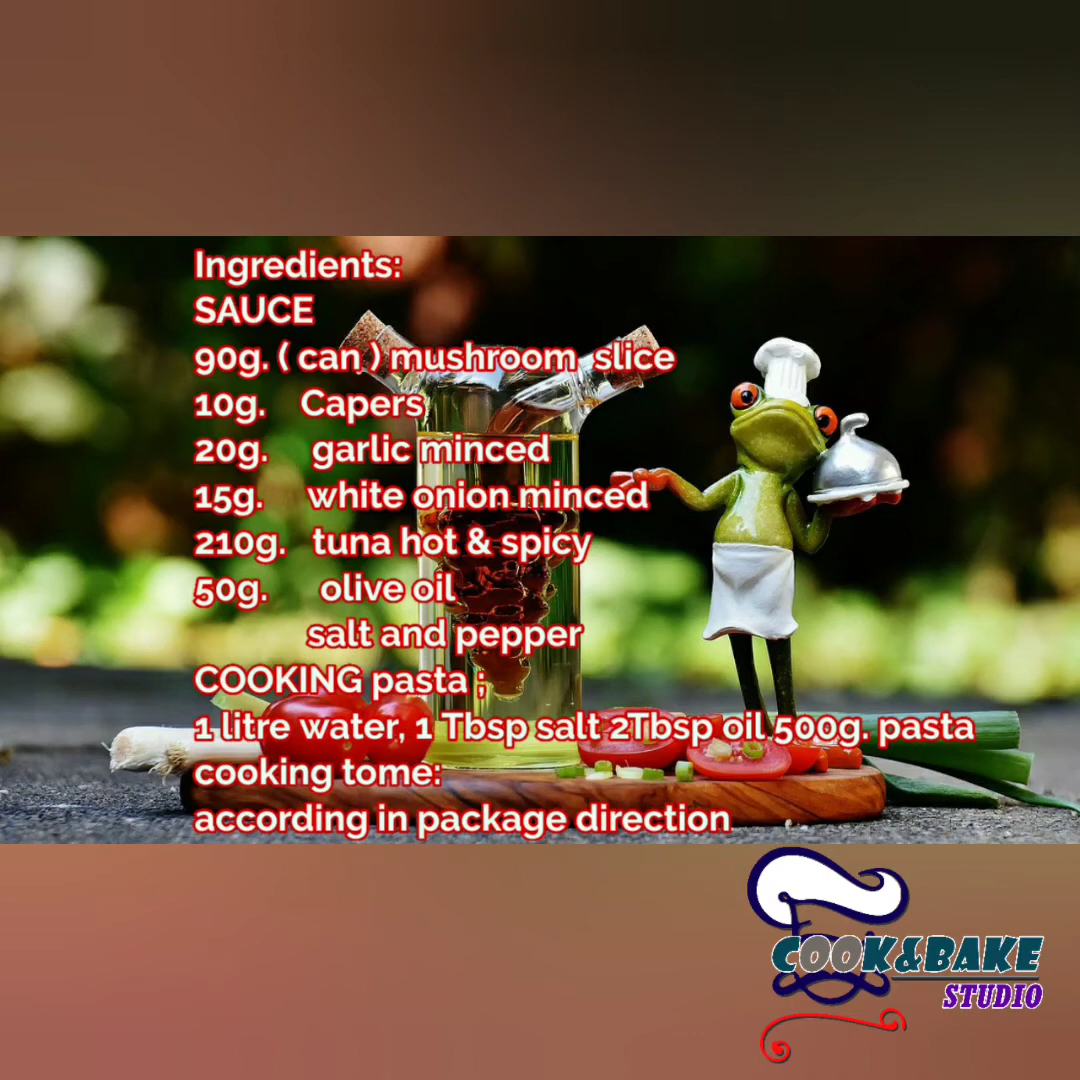 Ingredients:
SAUCE
90g. ( can ) mushroom slice
10g. Capers
20g. garlic minced
15g. white onion minced
210g. tuna hot & spicy
50g. olive oil
salt and pepper
COOKING pasta ;
1 litre water, 1 Tbsp salt 2Tbsp oil 500g. pasta
cooking tome:
according in package direction
COOK&BAKE
STUDIO